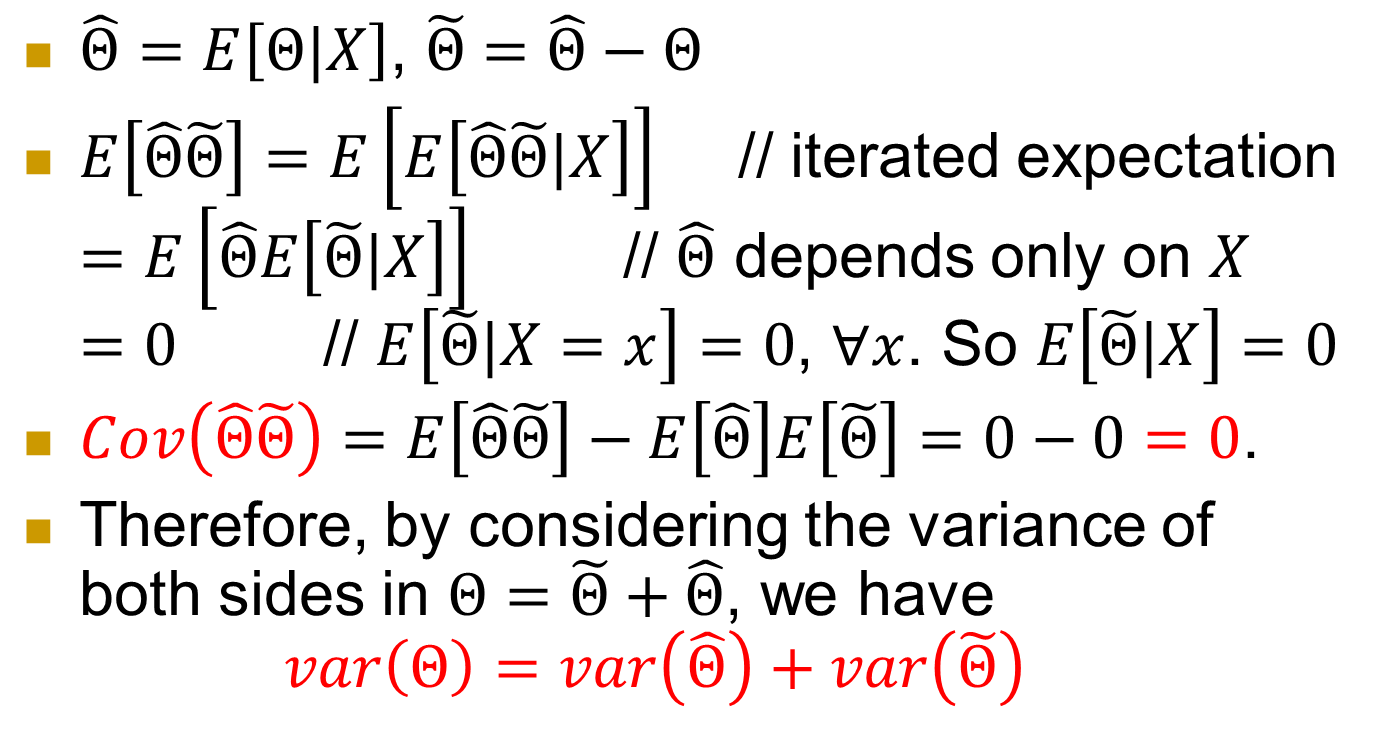 ▪ Θ̂ = E[Θ|X], Θ̃ = Θ̂ − Θ
▪ E[Θ̂Θ̃] = E[E[Θ̂Θ̃|X]] // iterated expectation
= E[Θ̂E[Θ̃|X]] // Θ̂ depends only on X
= 0 // E[Θ̃|X = x] = 0, ∀x. So E[Θ̃|X] = 0
▪ Cov(Θ̂Θ̃) = E[Θ̂Θ̃] − E[Θ̂]E[Θ̃] = 0 − 0 = 0.
▪ Therefore, by considering the variance of
both sides in Θ = Θ̃ + Θ̂, we have
var(Θ) = var(Θ̂) + var(Θ̃)